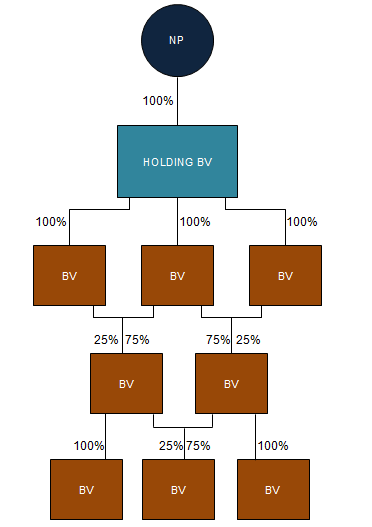 NP
100%
HOLDING BV
100% 100% 100%
BV BV BV
25% 75% 75% 25%
BV BV
100% 25% 75% 100%
BV BV BV